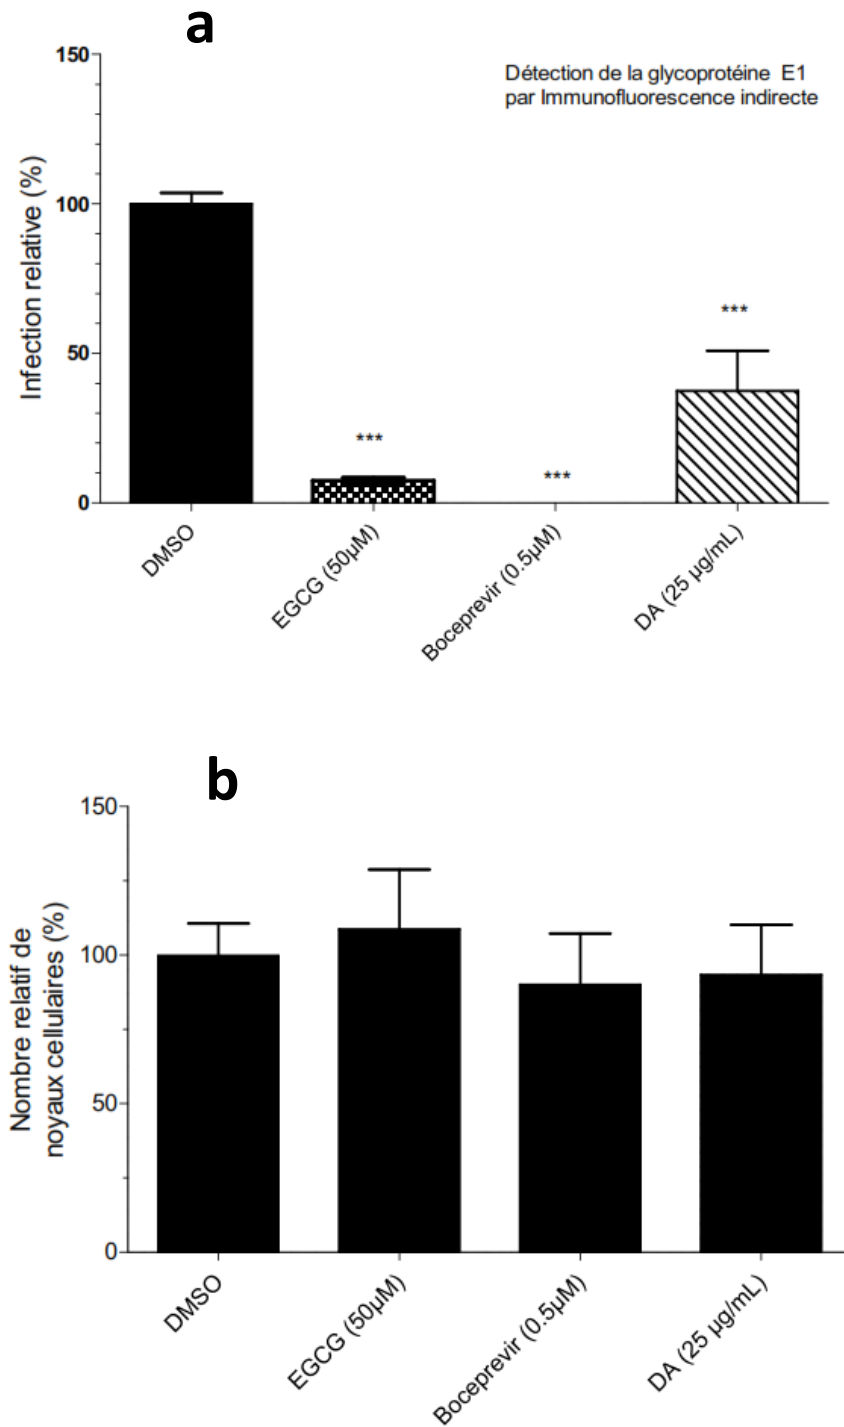 a
150
100
50
0
Infection relative (%)
Détection de la glycoprotéine E1
par Immunofluorescence indirecte
***
***
***
DMSO
EGCG (50µM)
Boceprevir (0.5µM)
DA (25 µg/mL)
b
150
100
50
0
Nombre relatif de
noyaux cellulaires (%)
DMSO
EGCG (50µM)
Boceprevir (0.5µM)
DA (25 µg/mL)